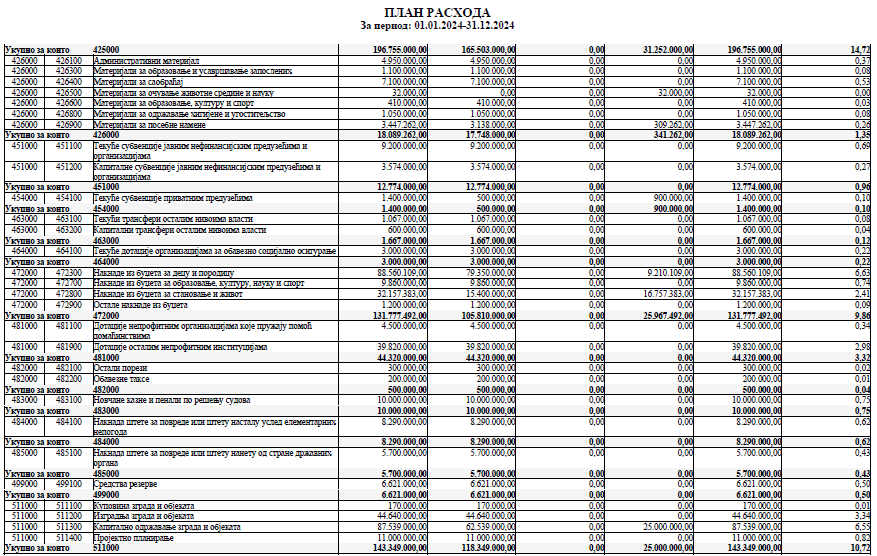 ПЛАН РАСХОДА
За период: 01.01.2024-31.12.2024
Укупно за конто 425000 196.755.000,00 165.503.000,00 0,00 31.252.000,00 196.755.000,00 14,72
426000 426100 Административни материјал 4.950.000,00 4.950.000,00 0,00 0,00 4.950.000,00 0,37
426000 426300 Материјали за образовање и усавршавање запослених 1.100.000,00 1.100.000,00 0,00 0,00 1.100.000,00 0,08
426000 426400 Материјали за саобраћај 7.100.000,00 7.100.000,00 0,00 0,00 7.100.000,00 0,53
426000 426500 Материјали за очување животне средине и науку 32.000,00 0,00 0,00 32.000,00 32.000,00 0,00
426000 426600 Материјали за образовање, културу и спорт 410.000,00 410.000,00 0,00 0,00 410.000,00 0,03
426000 426800 Материјали за одржавање хигијене и угоститељство 1.050.000,00 1.050.000,00 0,00 0,00 1.050.000,00 0,08
426000 426900 Материјали за посебне намене 3.447.262,00 3.138.000,00 0,00 309.262,00 3.447.262,00 0,26
Укупно за конто 426000 18.089.262,00 17.748.000,00 0,00 341.262,00 18.089.262,00 1,35
451000 451100 Текуће субвенције јавним нефинансијским предузећима и 9.200.000,00 9.200.000,00 0,00 0,00 9.200.000,00 0,69
организацијама
451000 451200 Капиталне субвенције јавним нефинансијским предузећима и 3.574.000,00 3.574.000,00 0,00 0,00 3.574.000,00 0,27
организацијама
Укупно за конто 451000 12.774.000,00 12.774.000,00 0,00 0,00 12.774.000,00 0,96
454000 454100 Текуће субвенције приватним предузећима 1.400.000,00 500.000,00 0,00 900.000,00 1.400.000,00 0,10
Укупно за конто 454000 1.400.000,00 500.000,00 0,00 900.000,00 1.400.000,00 0,10
463000 463100 Текући трансфери осталим нивоима власти 1.067.000,00 1.067.000,00 0,00 0,00 1.067.000,00 0,08
463000 463200 Капитални трансфери осталим нивоима власти 600.000,00 600.000,00 0,00 0,00 600.000,00 0,04
Укупно за конто 463000 1.667.000,00 1.667.000,00 0,00 0,00 1.667.000,00 0,12
464000 464100 Текуће дотације организацијама за обавезно социјално осигурање 3.000.000,00 3.000.000,00 0,00 0,00 3.000.000,00 0,22
Укупно за конто 464000 3.000.000,00 3.000.000,00 0,00 0,00 3.000.000,00 0,22
472000 472300 Накнаде из буџета за децу и породицу 88.560.109,00 79.350.000,00 0,00 9.210.109,00 88.560.109,00 6,63
472000 472700 Накнаде из буџета за образовање, културу, науку и спорт 9.860.000,00 9.860.000,00 0,00 0,00 9.860.000,00 0,74
472000 472800 Накнаде из буџета за становање и живот 32.157.383,00 15.400.000,00 0,00 16.757.383,00 32.157.383,00 2,41
472000 472900 Остале накнаде из буџета 1.200.000,00 1.200.000,00 0,00 0,00 1.200.000,00 0,09
Укупно за конто 472000 131.777.492,00 105.810.000,00 0,00 25.967.492,00 131.777.492,00 9,86
481000 481100 Дотације непрофитним организацијама које пружају помоћ 4.500.000,00 4.500.000,00 0,00 0,00 4.500.000,00 0,34
домаћинствима
481000 481900 Дотације осталим непрофитним институцијама 39.820.000,00 39.820.000,00 0,00 0,00 39.820.000,00 2,98
Укупно за конто 481000 44.320.000,00 44.320.000,00 0,00 0,00 44.320.000,00 3,32
482000 482100 Остали порези 300.000,00 300.000,00 0,00 0,00 300.000,00 0,02
482000 482200 Обавезне таксе 200.000,00 200.000,00 0,00 0,00 200.000,00 0,01
Укупно за конто 482000 500.000,00 500.000,00 0,00 0,00 500.000,00 0,04
483000 483100 Новчане казне и пенали по решењу судова 10.000.000,00 10.000.000,00 0,00 0,00 10.000.000,00 0,75
Укупно за конто 483000 10.000.000,00 10.000.000,00 0,00 0,00 10.000.000,00 0,75
484000 484100 Накнада штете за повреде или штету насталу услед елементарних 8.290.000,00 8.290.000,00 0,00 0,00 8.290.000,00 0,62
непогода
Укупно за конто 484000 8.290.000,00 8.290.000,00 0,00 0,00 8.290.000,00 0,62
485000 485100 Накнада штете за повреде или штету нанету од стране државних 5.700.000,00 5.700.000,00 0,00 0,00 5.700.000,00 0,43
органа
Укупно за конто 485000 5.700.000,00 5.700.000,00 0,00 0,00 5.700.000,00 0,43
499000 499100 Средства резерве 6.621.000,00 6.621.000,00 0,00 0,00 6.621.000,00 0,50
Укупно за конто 499000 6.621.000,00 6.621.000,00 0,00 0,00 6.621.000,00 0,50
511000 511100 Куповина зграда и објеката 170.000,00 170.000,00 0,00 0,00 170.000,00 0,01
511000 511200 Изградња зграда и објеката 44.640.000,00 44.640.000,00 0,00 0,00 44.640.000,00 3,34
511000 511300 Капитално одржавање зграда и објеката 87.539.000,00 62.539.000,00 0,00 25.000.000,00 87.539.000,00 6,55
511000 511400 Пројектно планирање 11.000.000,00 11.000.000,00 0,00 0,00 11.000.000,00 0,82
Укупно за конто 511000 143.349.000,00 118.349.000,00 0,00 25.000.000,00 143.349.000,00 10,72